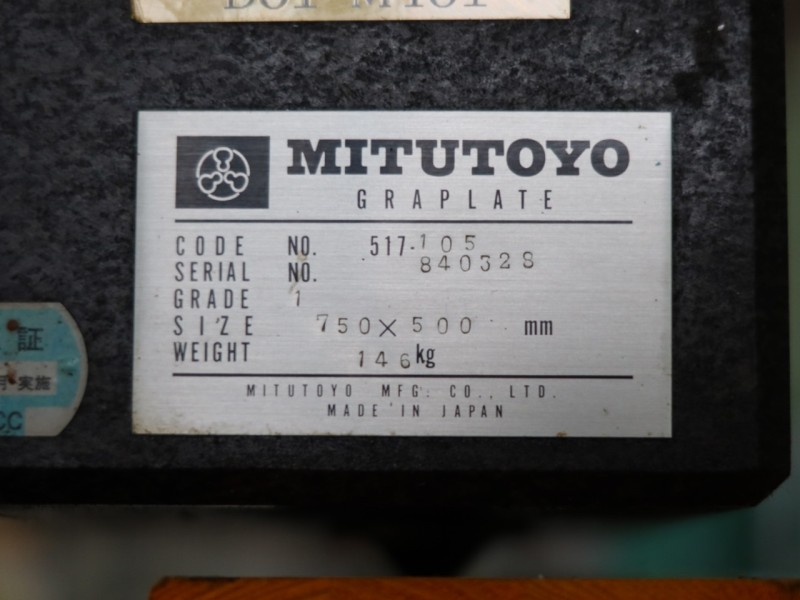 MITUTOYO
GRAPLATE
CODE NO. 517-105
SERIAL NO. 840328
GRADE 1
SIZE 750×500 mm
WEIGHT 146kg
MITUTOYO MFG. CO., LTD.
MADE IN JAPAN
証
実施
CC